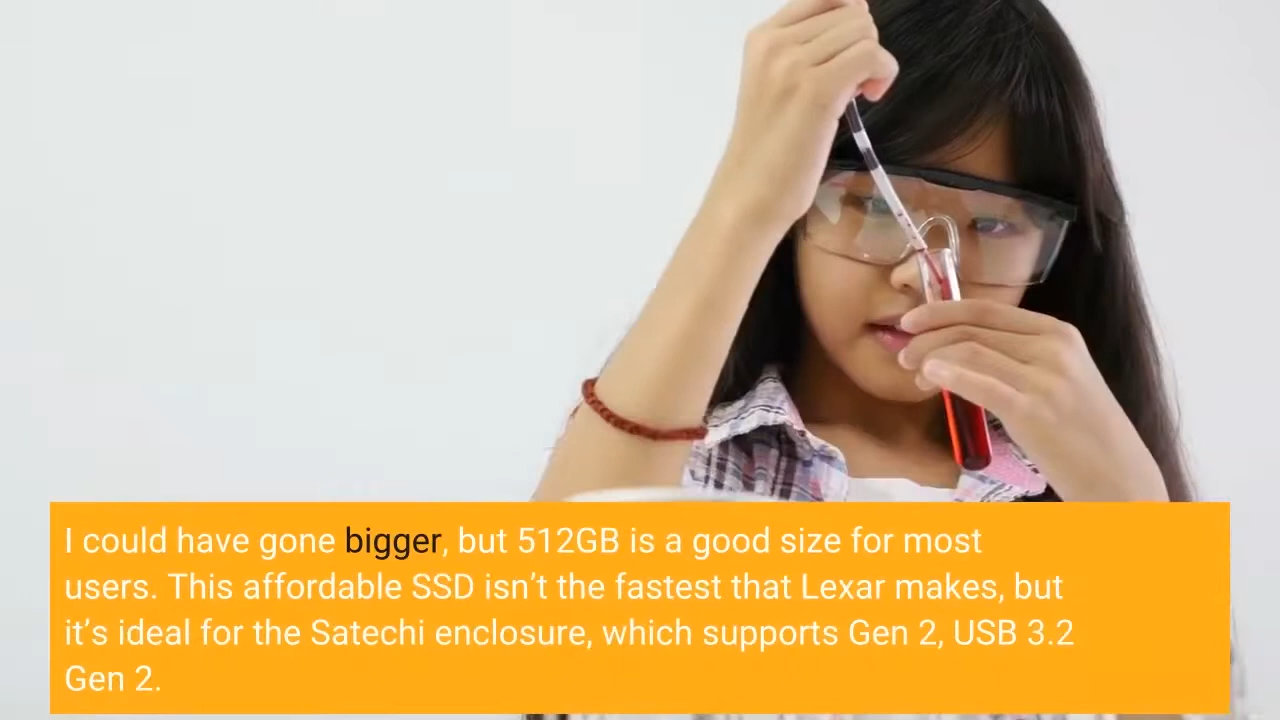 I could have gone bigger, but 512GB is a good size for most
users. This affordable SSD isn’t the fastest that Lexar makes, but
it’s ideal for the Satechi enclosure, which supports Gen 2, USB 3.2
Gen 2.